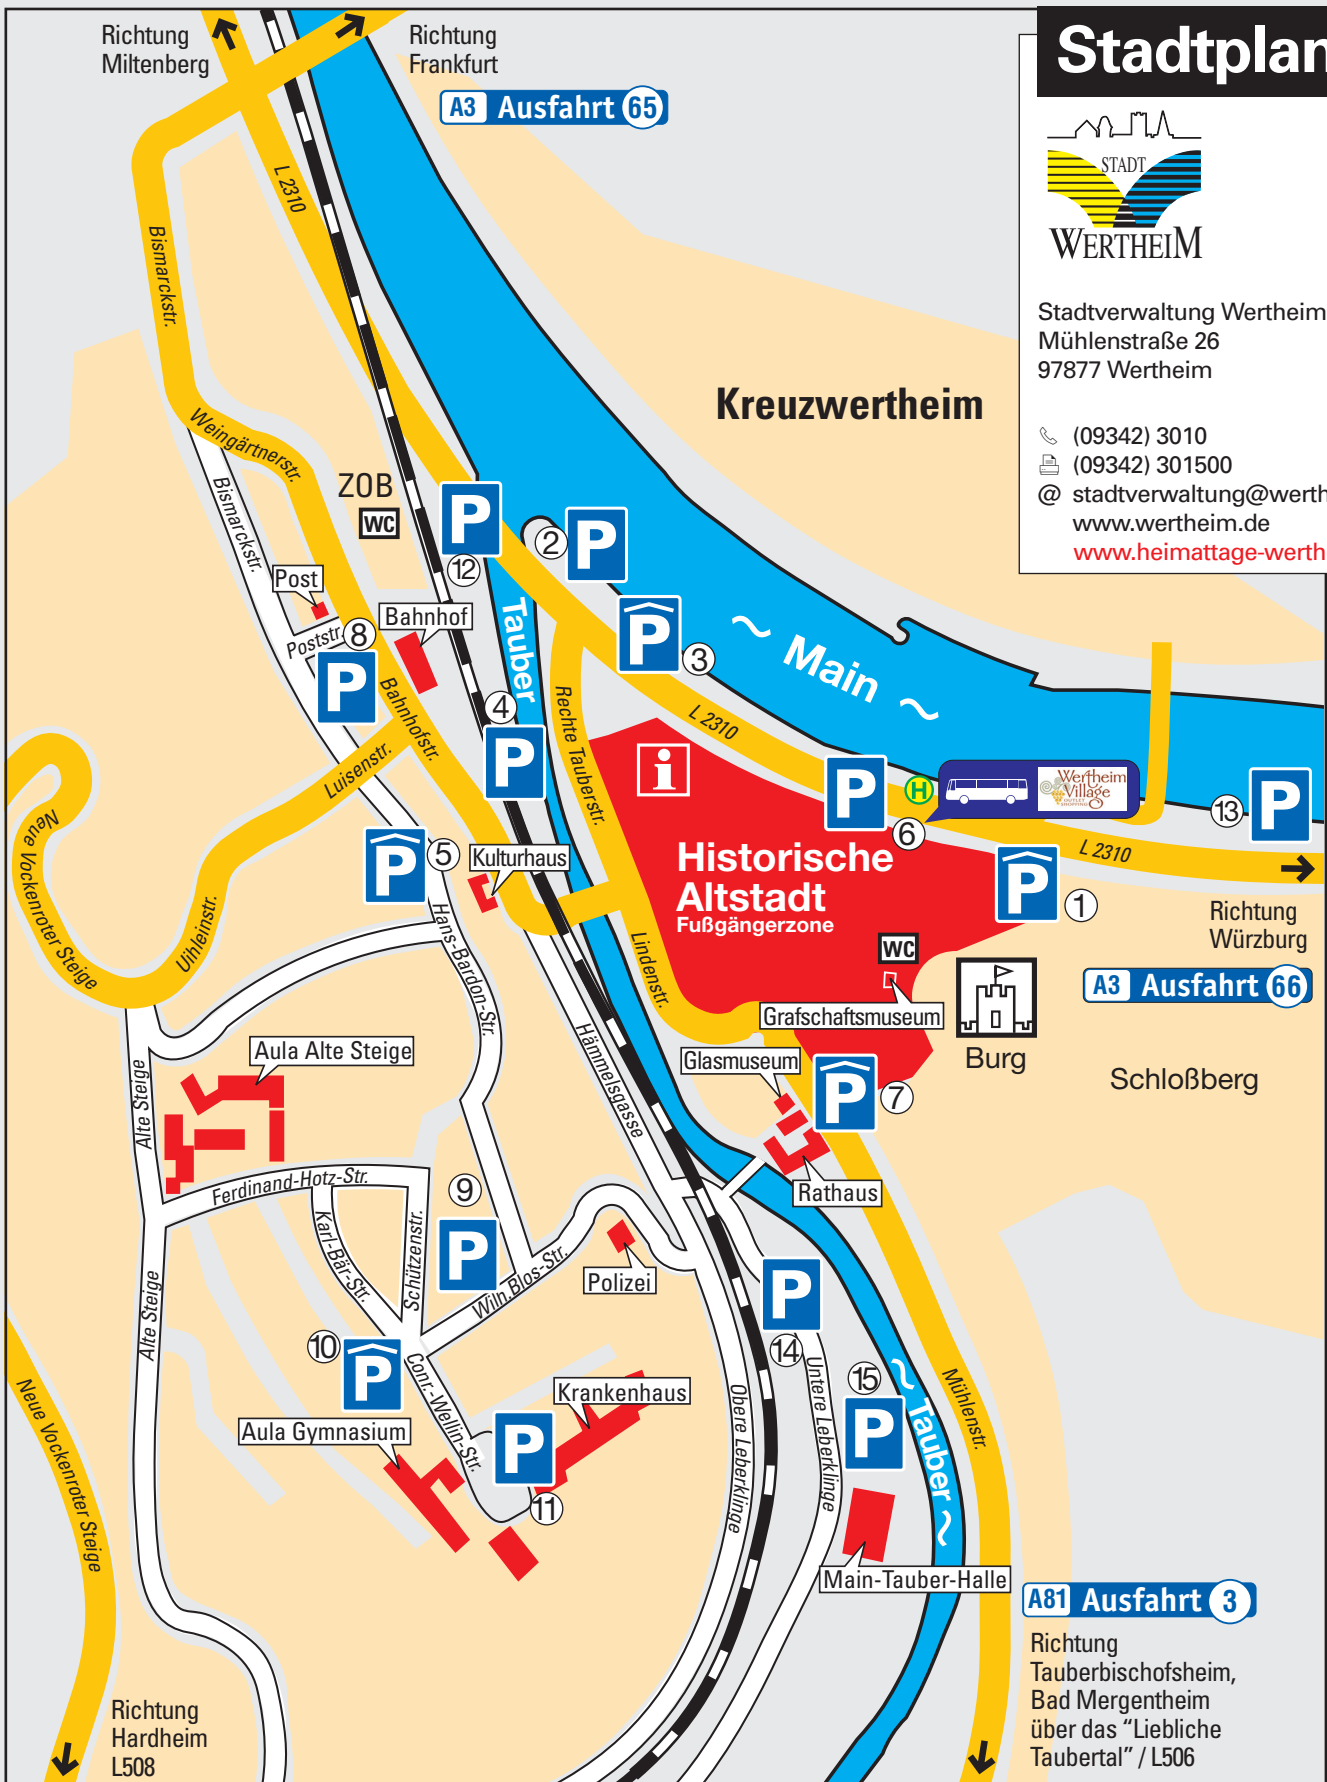 Richtung
Miltenberg
Richtung
Frankfurt
A3 Ausfahrt 65
Stadtplan
STADT
WERTHEIM
Stadtverwaltung Wertheim
Mühlenstraße 26
97877 Wertheim
(09342) 3010
(09342) 301500
@ stadtverwaltung@werth
www.wertheim.de
www.heimattage-werth
L 2310
Bismarckstr.
Kreuzwertheim
Weingärtnerstr.
Bismarckstr.
ZOB
WC
P
12
2
P
Post
Bahnhof
Tauber
P
3
~ Main ~
Poststr.
8
P
Bahnhofstr.
4
P
Rechte Tauberstr.
L 2310
i
Luisenstr.
P
6
H
Wertheim
Village
OUTLET
SHOPPING
13
P
L 2310
Neue Vockenroter Steige
Uihleinstr.
P
5
Kulturhaus
Historische
Altstadt
Fußgängerzone
P
1
Richtung
Würzburg
A3 Ausfahrt 66
Hans-Bardon-Str.
Lindenstr.
WC
Grafschaftsmuseum
Burg
Schloßberg
Hämmelsgasse
Glasmuseum
P
7
Rathaus
Alte Steige
Aula Alte Steige
Ferdinand-Hotz-Str.
Karl-Bär-Str.
Schützenstr.
9
P
Wilh.Blos-Str.
Polizei
Alte Steige
10
P
Conr.-Wellin-Str.
P
14
Untere Leberklinge
Obere Leberklinge
15
P
~ Tauber ~
Mühlenstr.
Krankenhaus
Aula Gymnasium
P
11
Neue Vockenroter Steige
Main-Tauber-Halle
A81 Ausfahrt 3
Richtung
Tauberbischofsheim,
Bad Mergentheim
über das “Liebliche
Taubertal” / L506
Richtung
Hardheim
L508